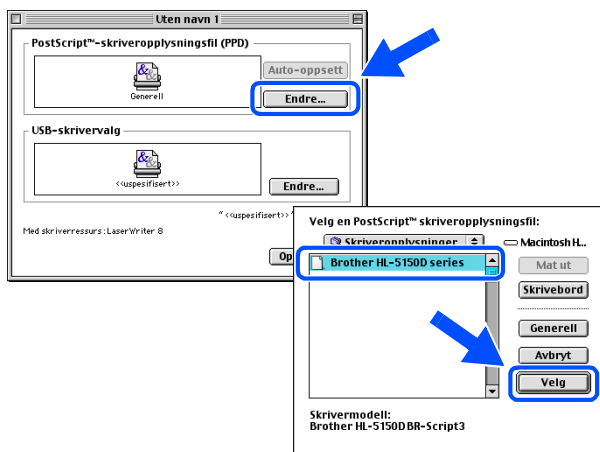 Uten navn 1
PostScript™-skriveropplysningsfil (PPD)
Auto-oppsett
Generell
Endre...
USB-skrivervalg
<<uspesifisert>>
Endre...
"<<uspesifisert>>
Med skriverressurs: LaserWriter 8
Op
Velg en PostScript™ skriveropplysningsfil:
Skriveropplysninger
Macintosh H...
Brother HL-5150D series
Mat ut
Skrivebord
Generell
Avbryt
Velg
Skrivermodell:
Brother HL-5150D BR-Script3